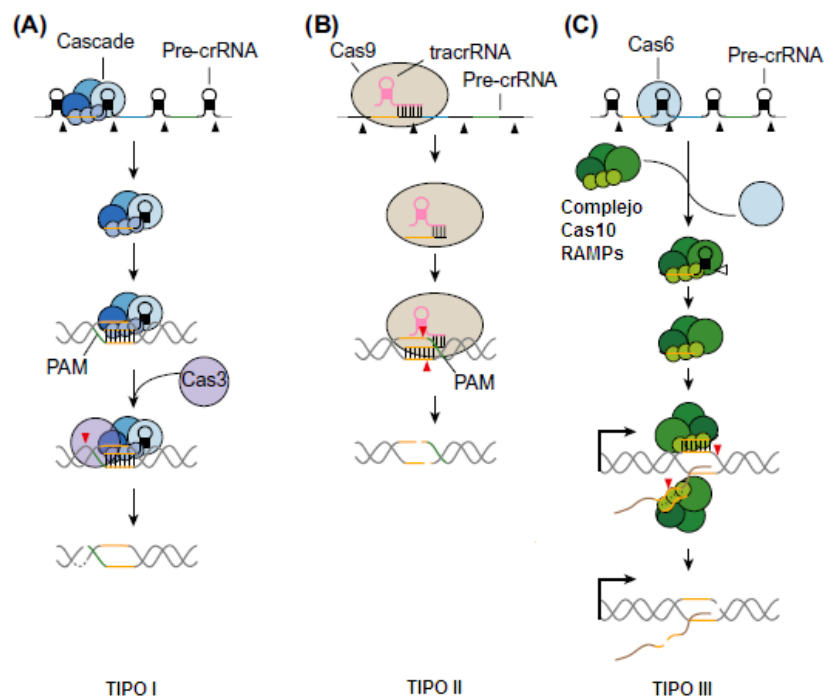 (A)
Cascade
Pre-crRNA
PAM
Cas3
TIPO I
(B)
Cas9
tracrRNA
Pre-crRNA
PAM
TIPO II
(C)
Cas6
Pre-crRNA
Complejo
Cas10
RAMPs
TIPO III